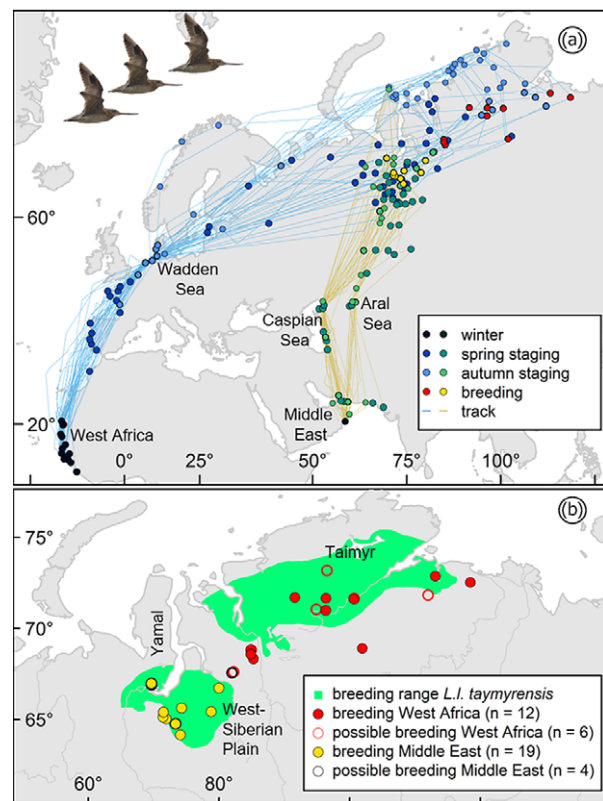 (a)
60°
Wadden
Sea
Caspian
Sea
Aral
Sea
winter
spring staging
autumn staging
breeding
track
20°
West Africa
Middle
East
0°
25°
50°
75°
100°
(b)
75°
Taimyr
70°
Yamal
65°
West-
Siberian
Plain
breeding range L.l. taymyrensis
breeding West Africa (n = 12)
possible breeding West Africa (n = 6)
breeding Middle East (n = 19)
possible breeding Middle East (n = 4)
60°
80°